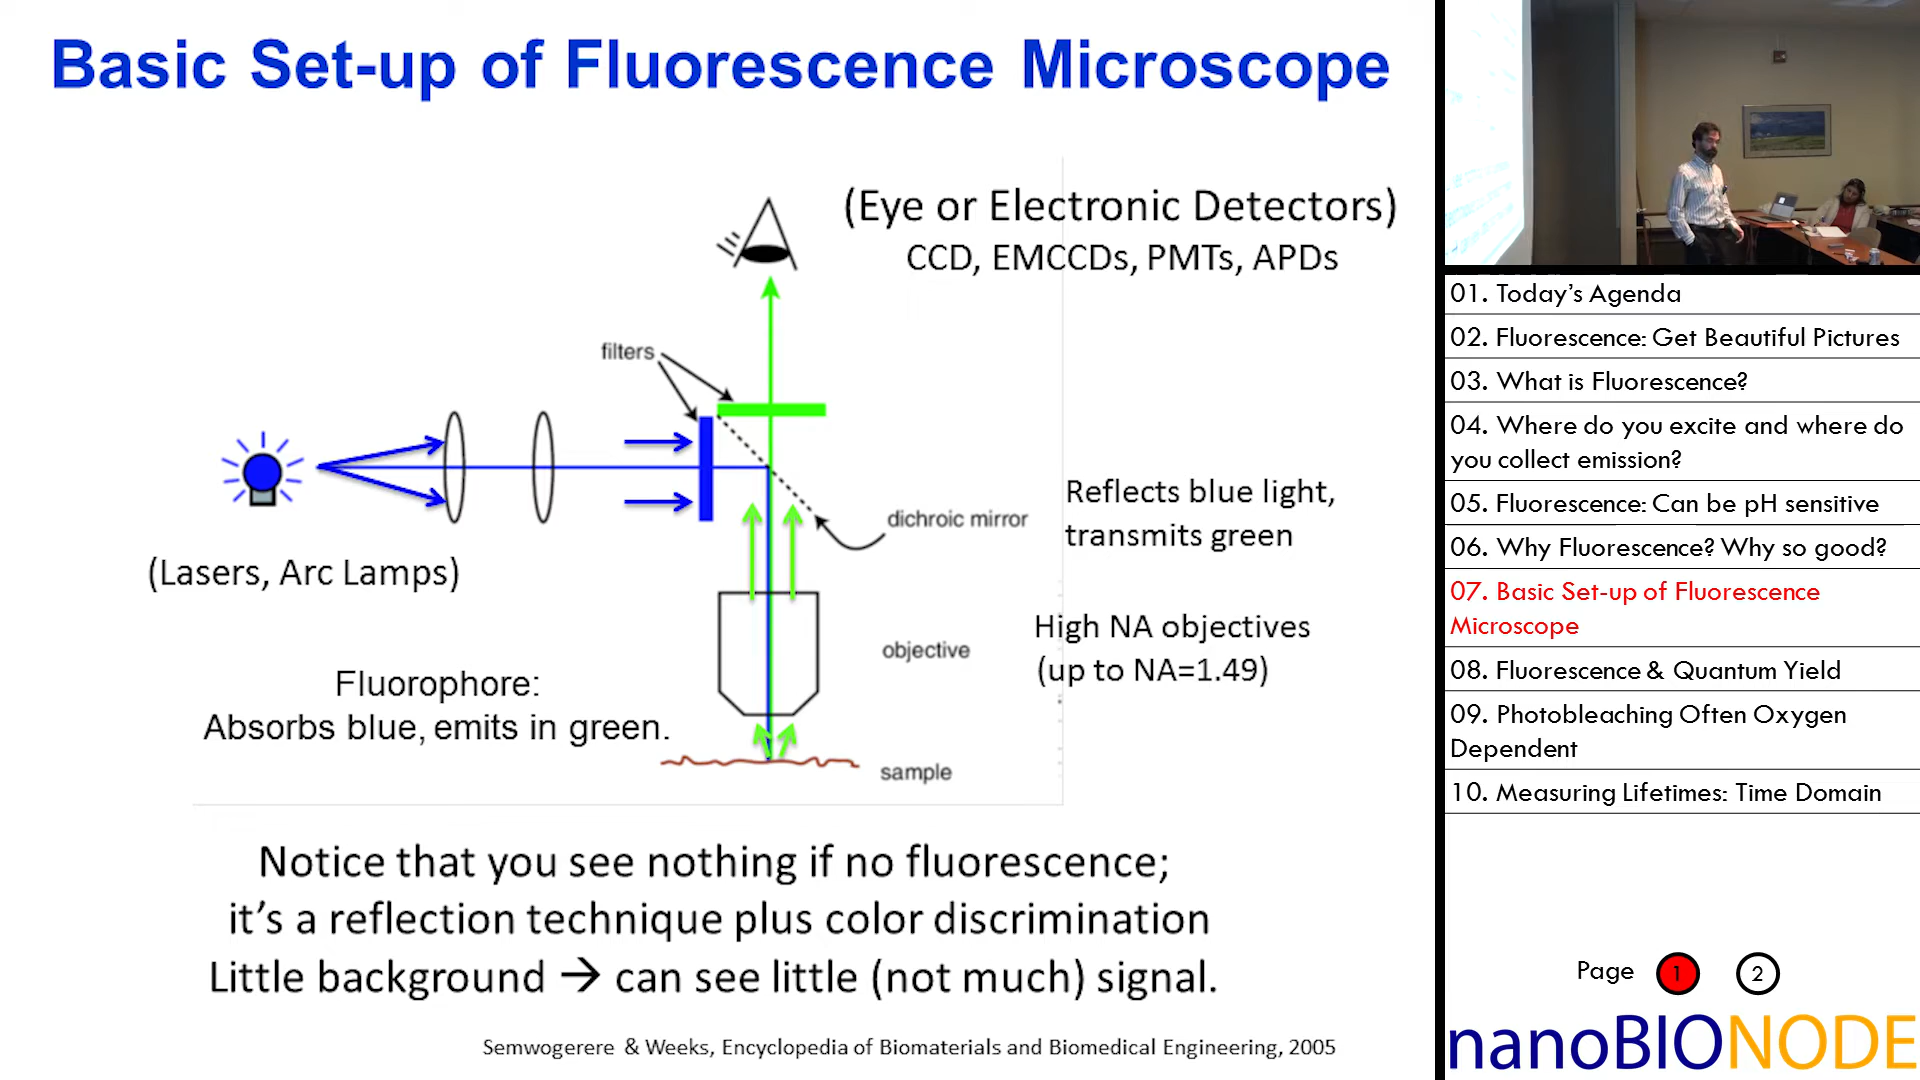 Basic Set-up of Fluorescence Microscope
(Eye or Electronic Detectors)
CCD, EMCCDs, PMTs, APDs
filters
dichroic mirror
Reflects blue light,
transmits green
(Lasers, Arc Lamps)
High NA objectives
(up to NA=1.49)
objective
Fluorophore:
Absorbs blue, emits in green.
sample
Notice that you see nothing if no fluorescence;
it's a reflection technique plus color discrimination
Little background → can see little (not much) signal.
Semwogerere & Weeks, Encyclopedia of Biomaterials and Biomedical Engineering, 2005
01. Today's Agenda
02. Fluorescence: Get Beautiful Pictures
03. What is Fluorescence?
04. Where do you excite and where do
you collect emission?
05. Fluorescence: Can be pH sensitive
06. Why Fluorescence? Why so good?
07. Basic Set-up of Fluorescence
Microscope
08. Fluorescence & Quantum Yield
09. Photobleaching Often Oxygen
Dependent
10. Measuring Lifetimes: Time Domain
Page 1 2
nanoBIONODE